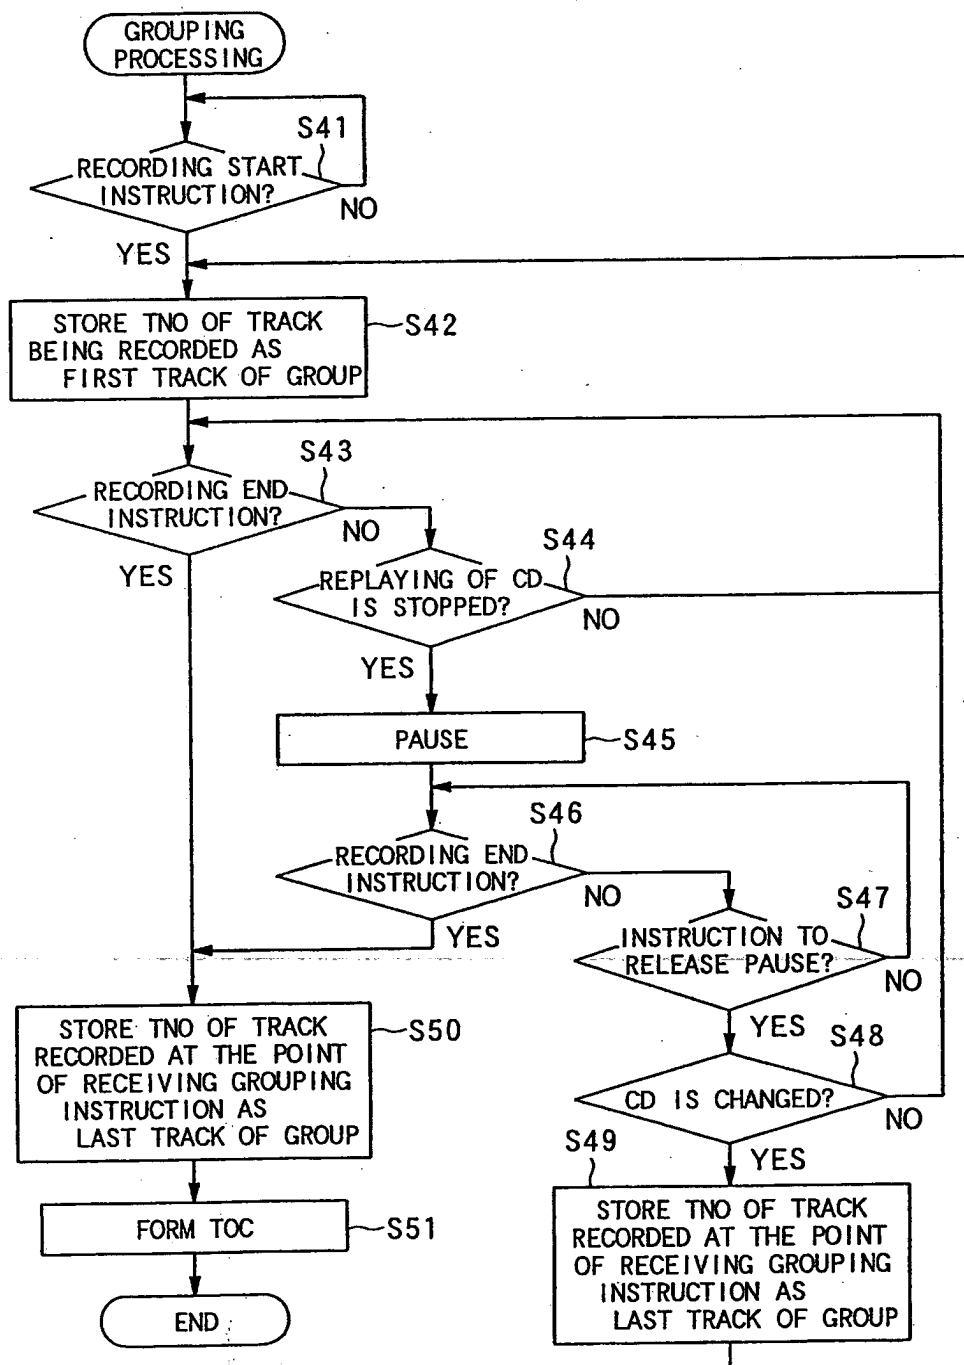 GROUPING
PROCESSING
S41
RECORDING START
INSTRUCTION?
NO
YES
STORE TNO OF TRACK
BEING RECORDED AS
FIRST TRACK OF GROUP
S42
S43
RECORDING END
INSTRUCTION?
NO
YES
S44
REPLAYING OF CD
IS STOPPED?
NO
YES
PAUSE
S45
S46
RECORDING END
INSTRUCTION?
NO
YES
S47
INSTRUCTION TO
RELEASE PAUSE?
NO
YES
S48
CD IS CHANGED?
NO
YES
S49
STORE TNO OF TRACK
RECORDED AT THE POINT
OF RECEIVING GROUPING
INSTRUCTION AS
LAST TRACK OF GROUP
STORE TNO OF TRACK
RECORDED AT THE POINT
OF RECEIVING GROUPING
INSTRUCTION AS
LAST TRACK OF GROUP
S50
FORM TOC
S51
END